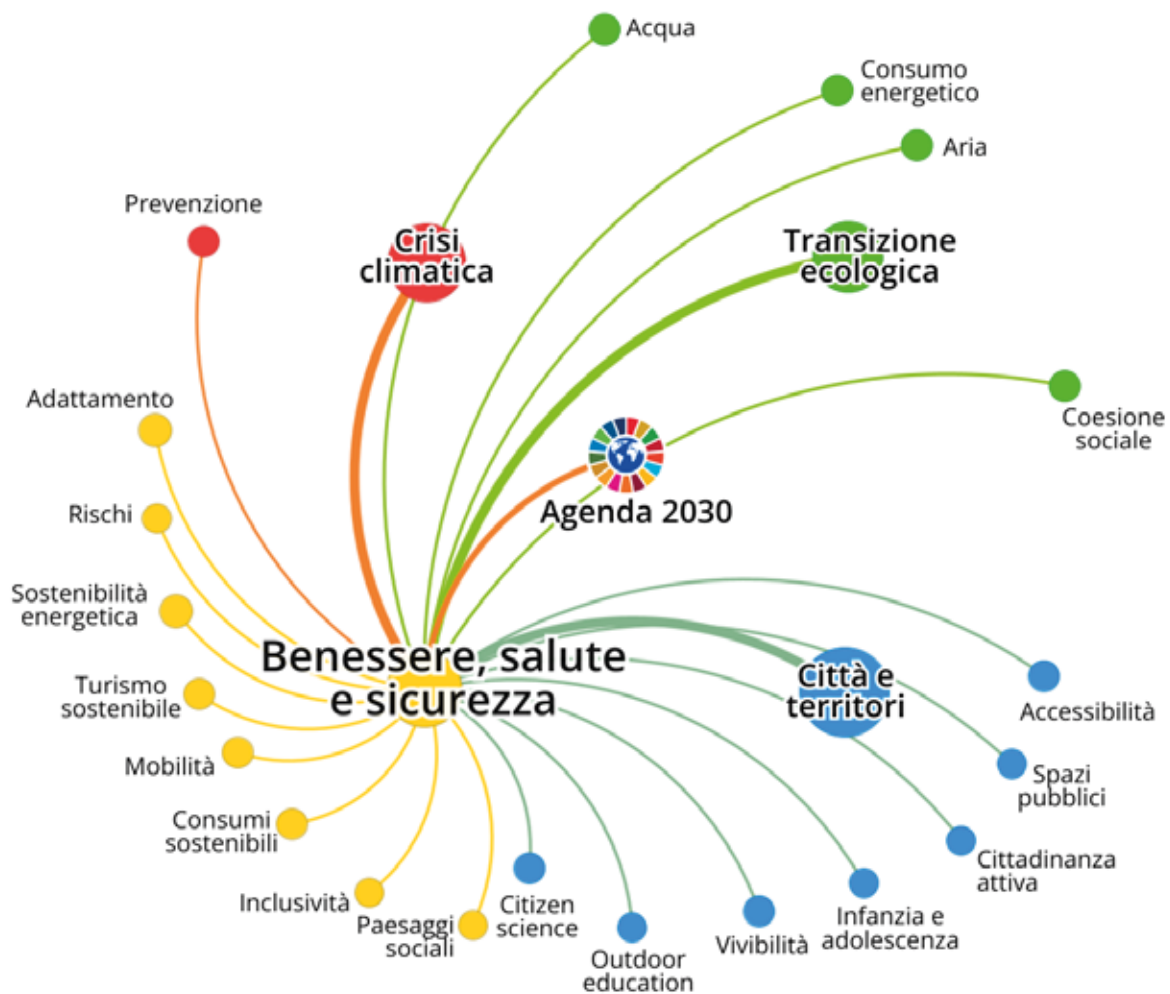 Acqua
Consumo
energetico
Aria
Prevenzione
Crisi
climatica
Transizione
ecologica
Adattamento
Coesione
sociale
Rischi
Agenda 2030
Sostenibilità
energetica
Benessere, salute
e sicurezza
Turismo
sostenibile
Città e
territori
Accessibilità
Mobilità
Spazi
pubblici
Consumi
sostenibili
Cittadinanza
attiva
Inclusività
Paesaggi
sociali
Citizen
science
Outdoor
education
Vivibilità
Infanzia e
adolescenza